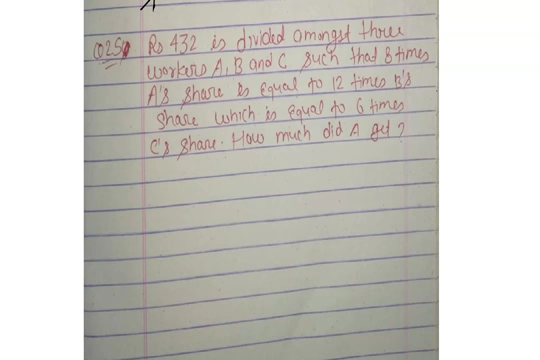 Q25) Rs 432 is divided amongst three
workers A, B and C such that 8 times
A's share is equal to 12 times B's
share which is equal to 6 times
C's share. How much did A get?